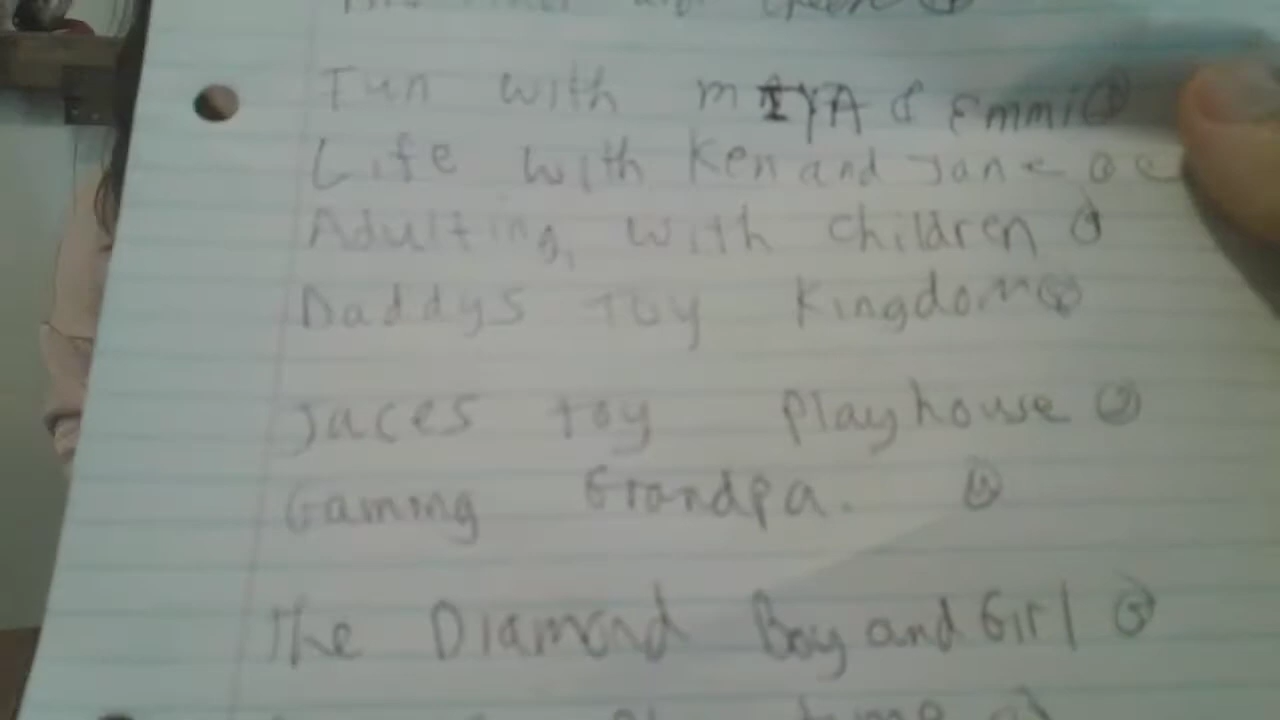 Fun with MIYA & Emmi
Life with Ken and Jane
Adulting, with children
Daddys Toy Kingdom
Jaces toy playhouse
Gaming Grandpa.
The Diamond Boy and Girl